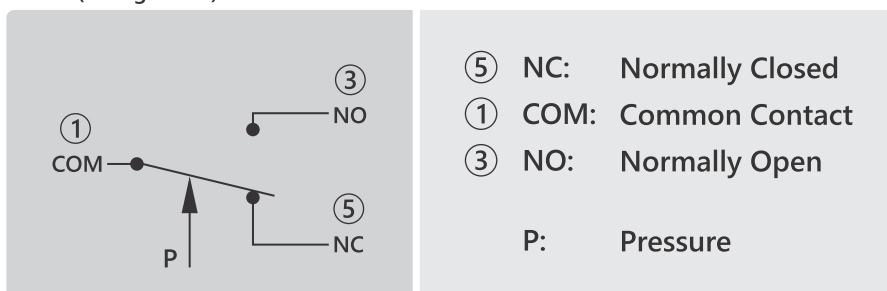 ③
NO
①
COM
⑤
NC
P
⑤ NC: Normally Closed
① COM: Common Contact
③ NO: Normally Open
P: Pressure